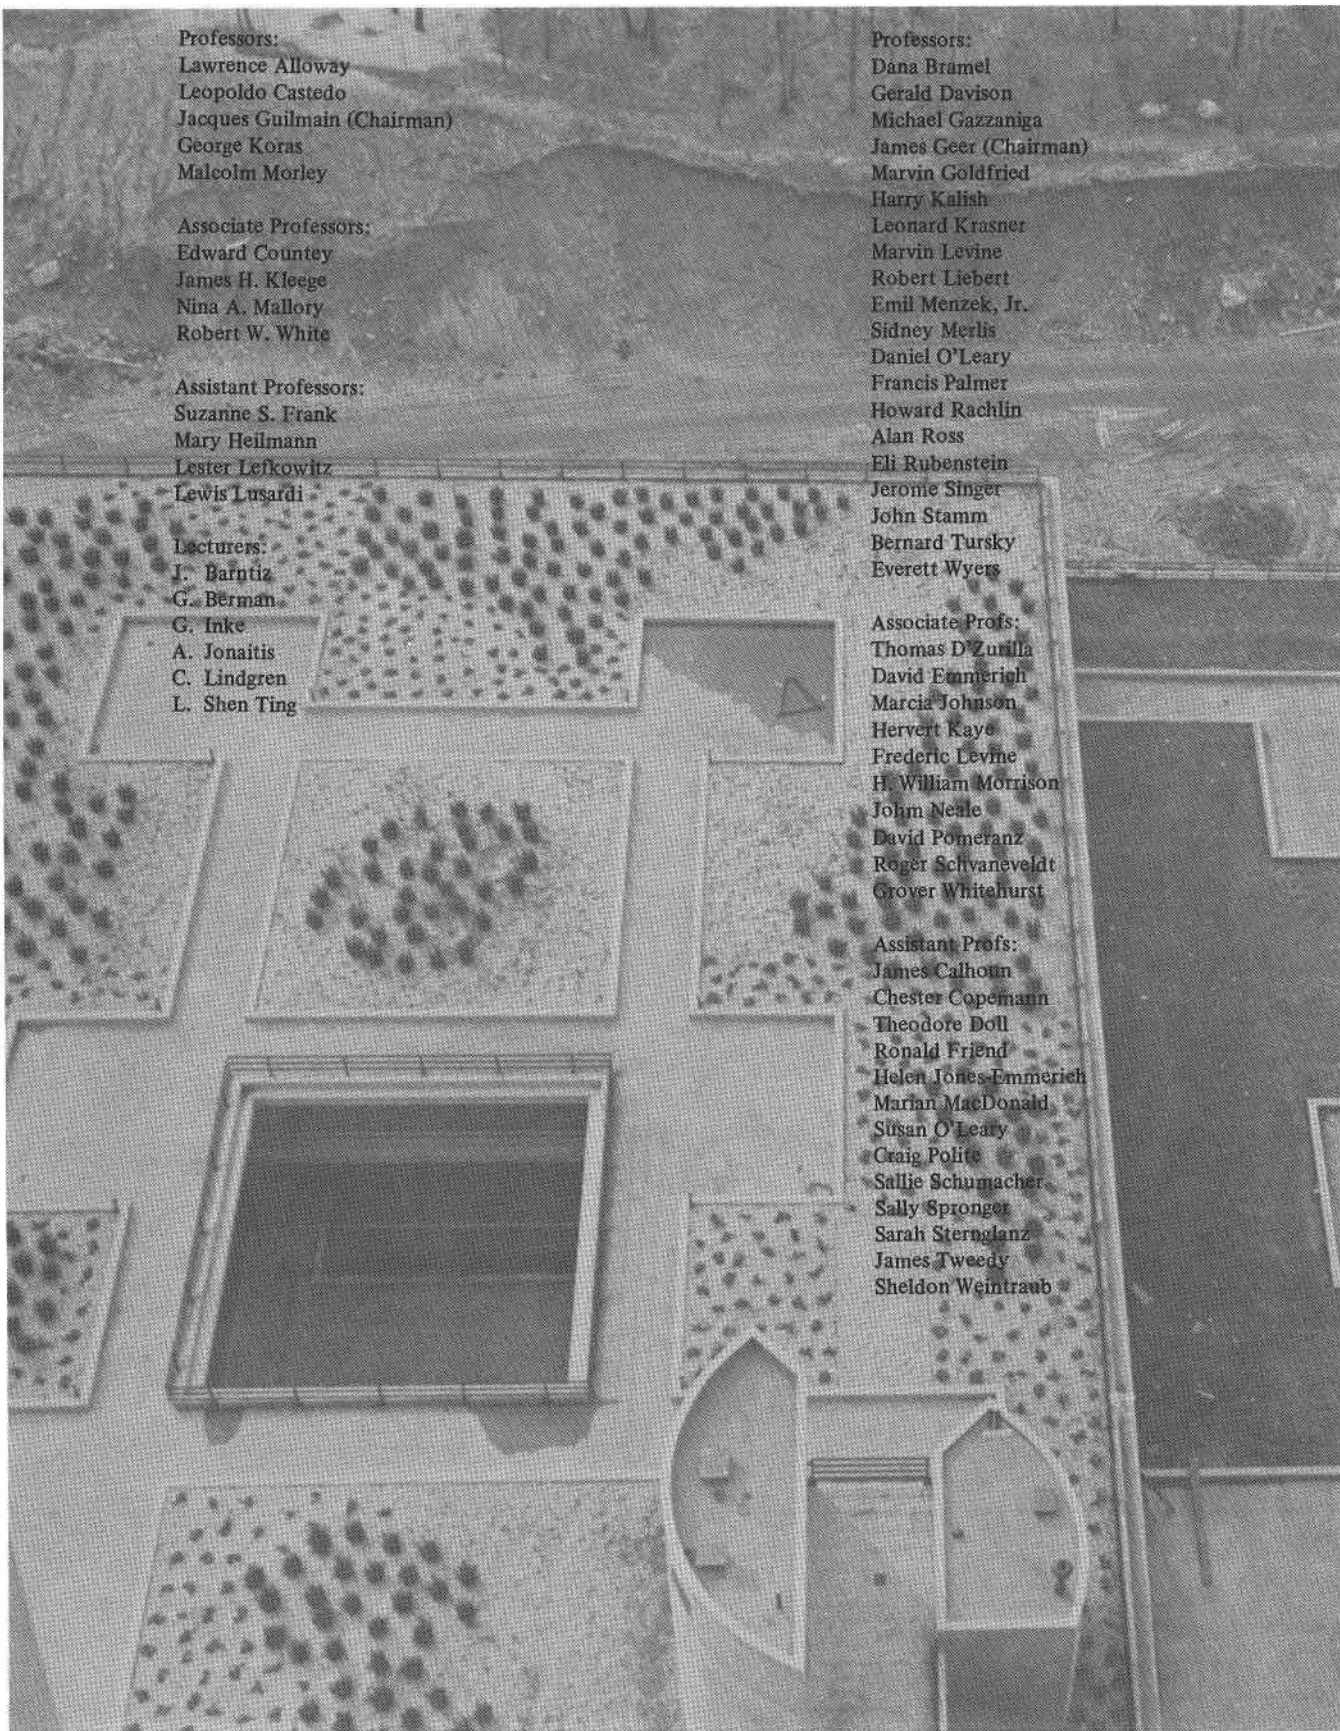 Professors:
Lawrence Alloway
Leopoldo Castedo
Jacques Guilmain (Chairman)
George Koras
Malcolm Morley
Associate Professors:
Edward Countey
James H. Kleege
Nina A. Mallory
Robert W. White
Assistant Professors:
Suzanne S. Frank
Mary Heilmann
Lester Lefkowitz
Lewis Lusardi
Lecturers:
J. Barntiz
G. Berman
G. Inke
A. Jonaitis
C. Lindgren
L. Shen Ting
Professors:
Dana Bramel
Gerald Davison
Michael Gazzaniga
James Geer (Chairman)
Marvin Goldfried
Harry Kalish
Leonard Krasner
Marvin Levine
Robert Liebert
Emil Menzek, Jr.
Sidney Merlis
Daniel O'Leary
Francis Palmer
Howard Rachlin
Alan Ross
Eli Rubenstein
Jerome Singer
John Stamm
Bernard Tursky
Everett Wyers
Associate Profs:
Thomas D'Zurilla
David Emmerich
Marcia Johnson
Hervert Kaye
Frederic Levine
H. William Morrison
Johm Neale
David Pomeranz
Roger Schvaneveldt
Grover Whitehurst
Assistant Profs:
James Calhoun
Chester Copemann
Theodore Doll
Ronald Friend
Helen Jones-Emmerich
Marian MacDonald
Susan O'Leary
Craig Polite
Sallie Schumacher
Sally Spronger
Sarah Sternglanz
James Tweedy
Sheldon Weintraub